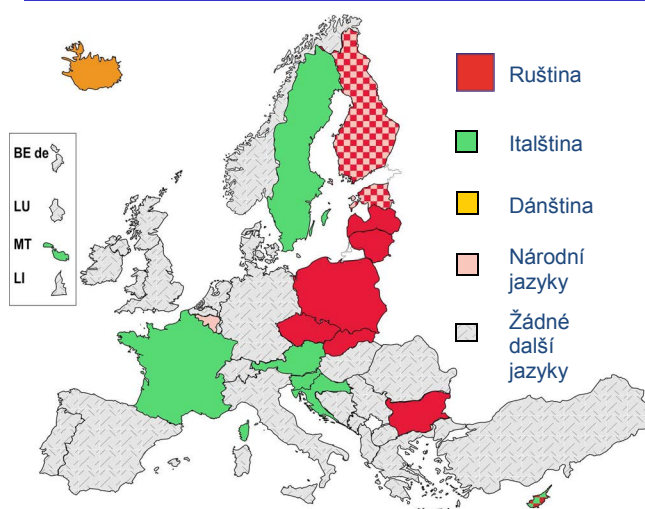 Ruština
Italština
Dánština
Národní
jazyky
Žádné
další
jazyky
BE de
LU
MT
LI